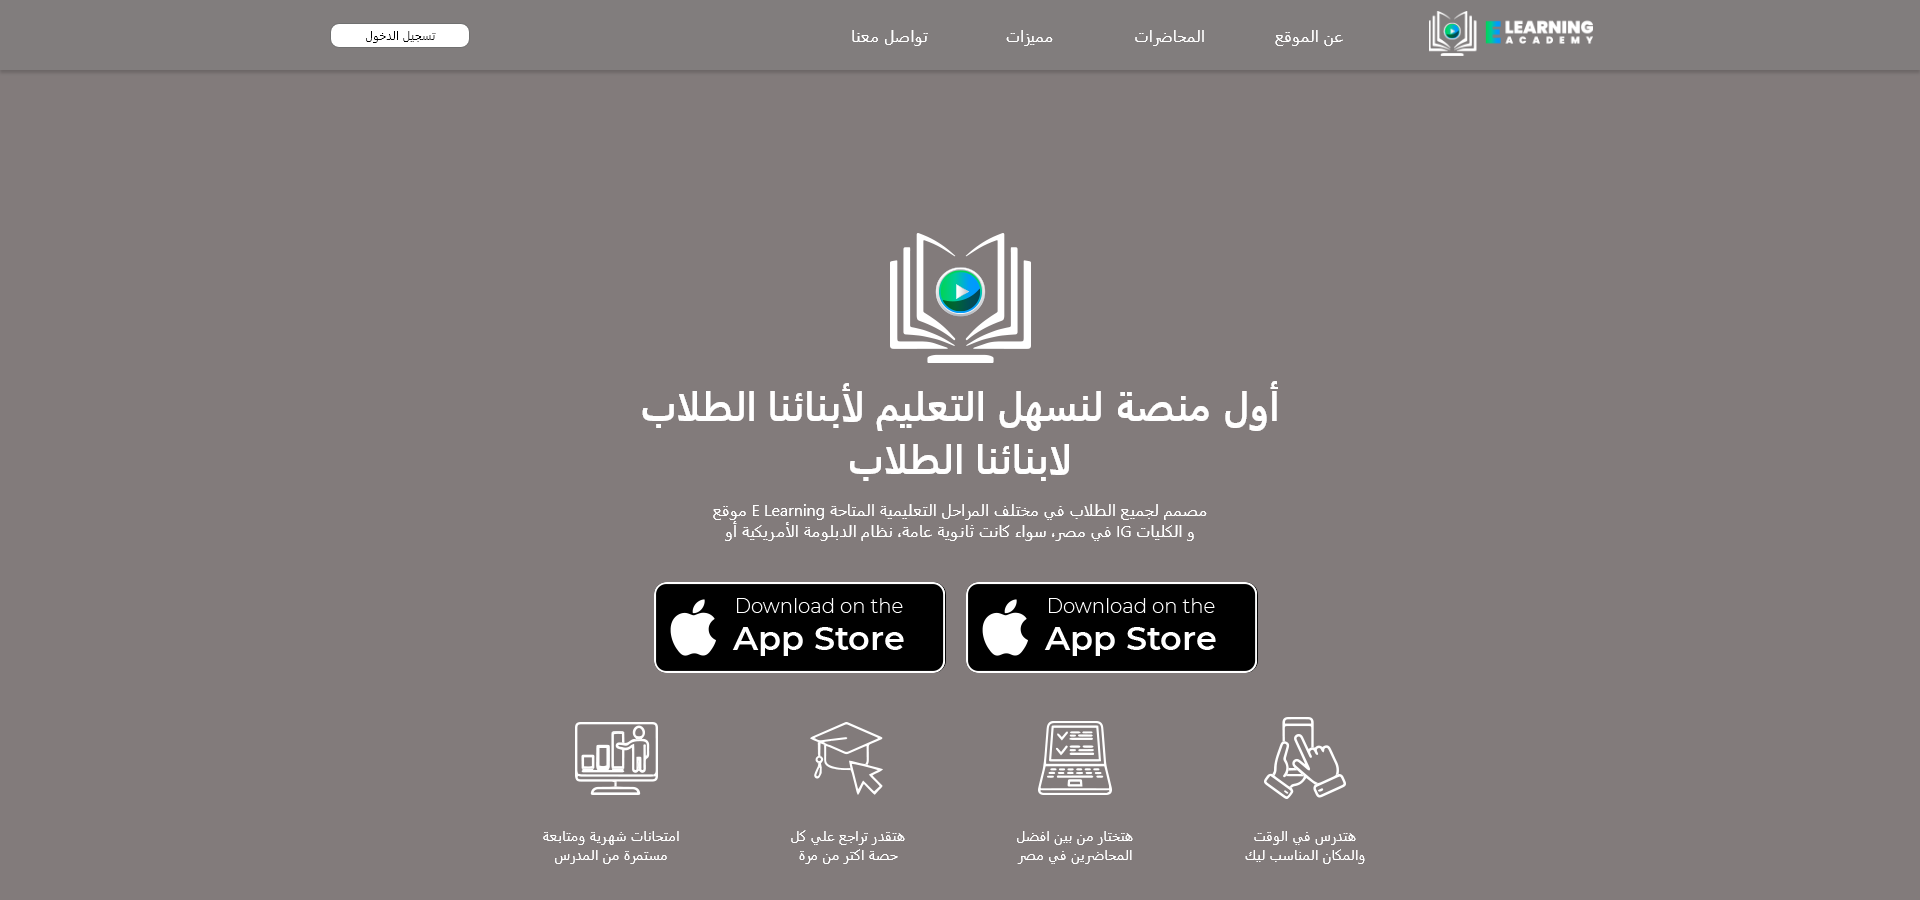 E LEARNING
ACADEMY
عن الموقع
المحاضرات
مميزات
تواصل معنا
تسجيل الدخول
أول منصة لنسهل التعليم لأبنائنا الطلاب
لابنائنا الطلاب
مصمم لجميع الطلاب في مختلف المراحل التعليمية المتاحة E Learning موقع
و الكليات IG في مصر، سواء كانت ثانوية عامة، نظام الدبلومة الأمريكية أو
Download on the
App Store
Download on the
App Store
هتدرس في الوقت
والمكان المناسب ليك
هتختار من بين افضل
المحاضرين في مصر
هتقدر تراجع علي كل
حصة اكتر من مرة
امتحانات شهرية ومتابعة
مستمرة من المدرس